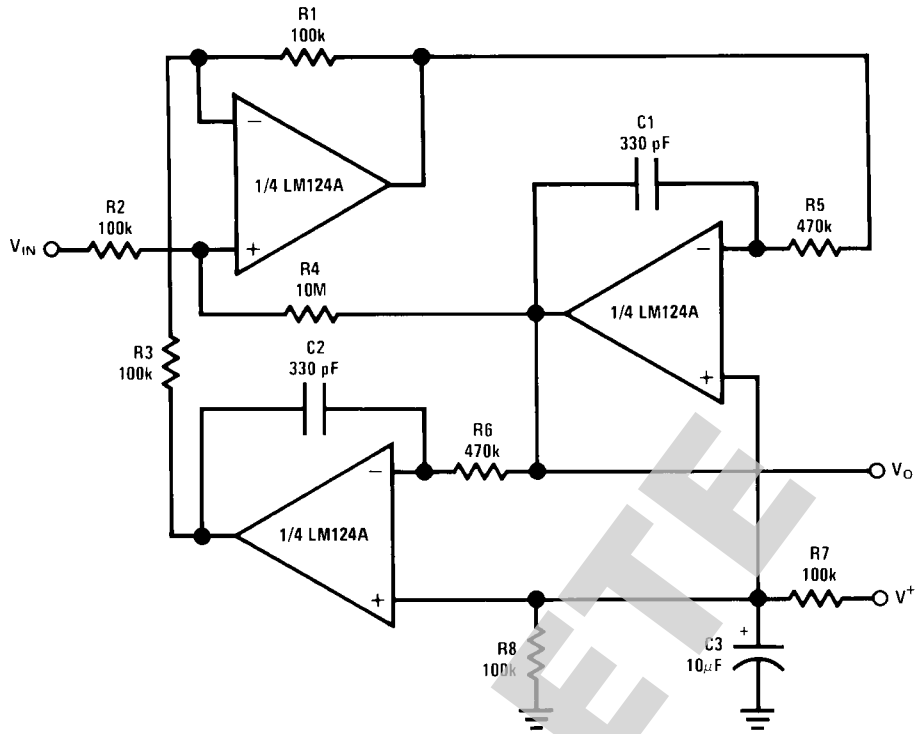 R1
100k
−
1/4 LM124A
+
C1
330 pF
R2
100k
VIN
R5
470k
−
1/4 LM124A
+
R4
10M
R3
100k
C2
330 pF
−
1/4 LM124A
+
R6
470k
VO
R7
100k
V+
R8
100k
+
C3
10μF
ETE